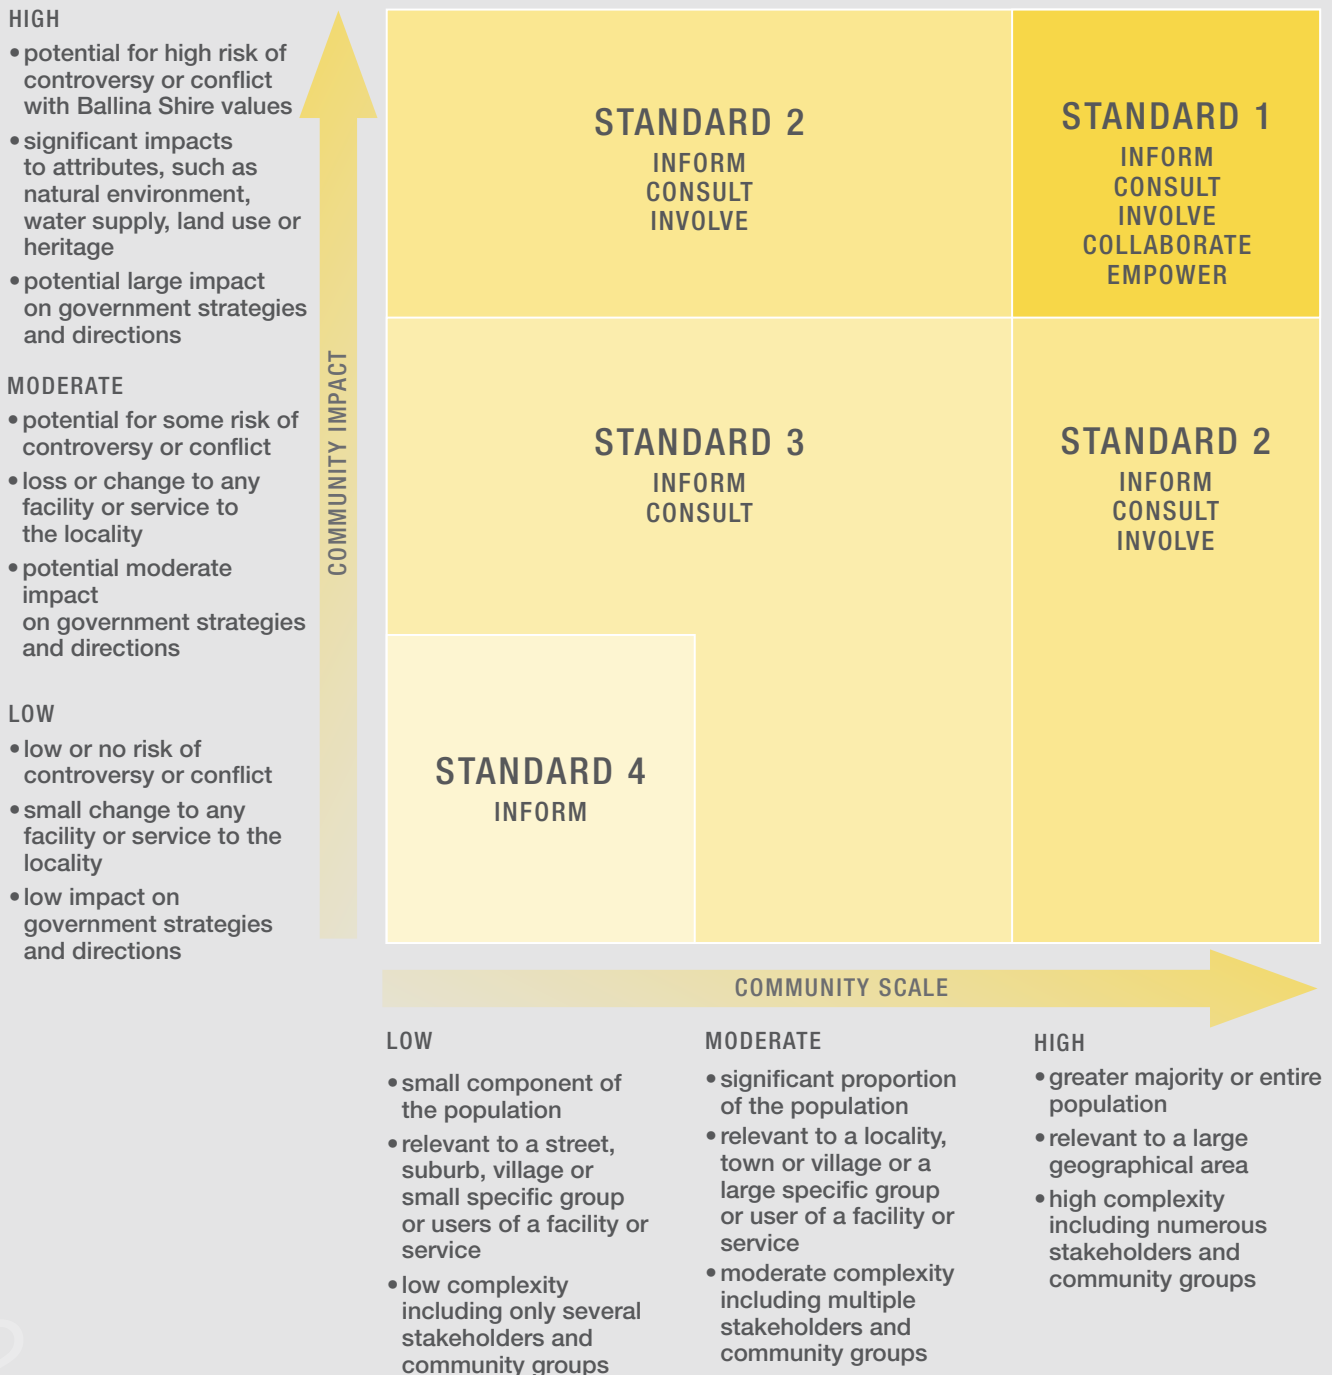 HIGH
• potential for high risk of
controversy or conflict
with Ballina Shire values
• significant impacts
to attributes, such as
natural environment,
water supply, land use or
heritage
• potential large impact
on government strategies
and directions
MODERATE
• potential for some risk of
controversy or conflict
• loss or change to any
facility or service to
the locality
• potential moderate
impact
on government strategies
and directions
LOW
• low or no risk of
controversy or conflict
• small change to any
facility or service to the
locality
• low impact on
government strategies
and directions
COMMUNITY IMPACT
STANDARD 2
INFORM
CONSULT
INVOLVE
STANDARD 1
INFORM
CONSULT
INVOLVE
COLLABORATE
EMPOWER
STANDARD 3
INFORM
CONSULT
STANDARD 2
INFORM
CONSULT
INVOLVE
STANDARD 4
INFORM
COMMUNITY SCALE
LOW
• small component of
the population
• relevant to a street,
suburb, village or
small specific group
or users of a facility or
service
• low complexity
including only several
stakeholders and
community groups
MODERATE
• significant proportion
of the population
• relevant to a locality,
town or village or a
large specific group
or user of a facility or
service
• moderate complexity
including multiple
stakeholders and
community groups
HIGH
• greater majority or entire
population
• relevant to a large
geographical area
• high complexity
including numerous
stakeholders and
community groups